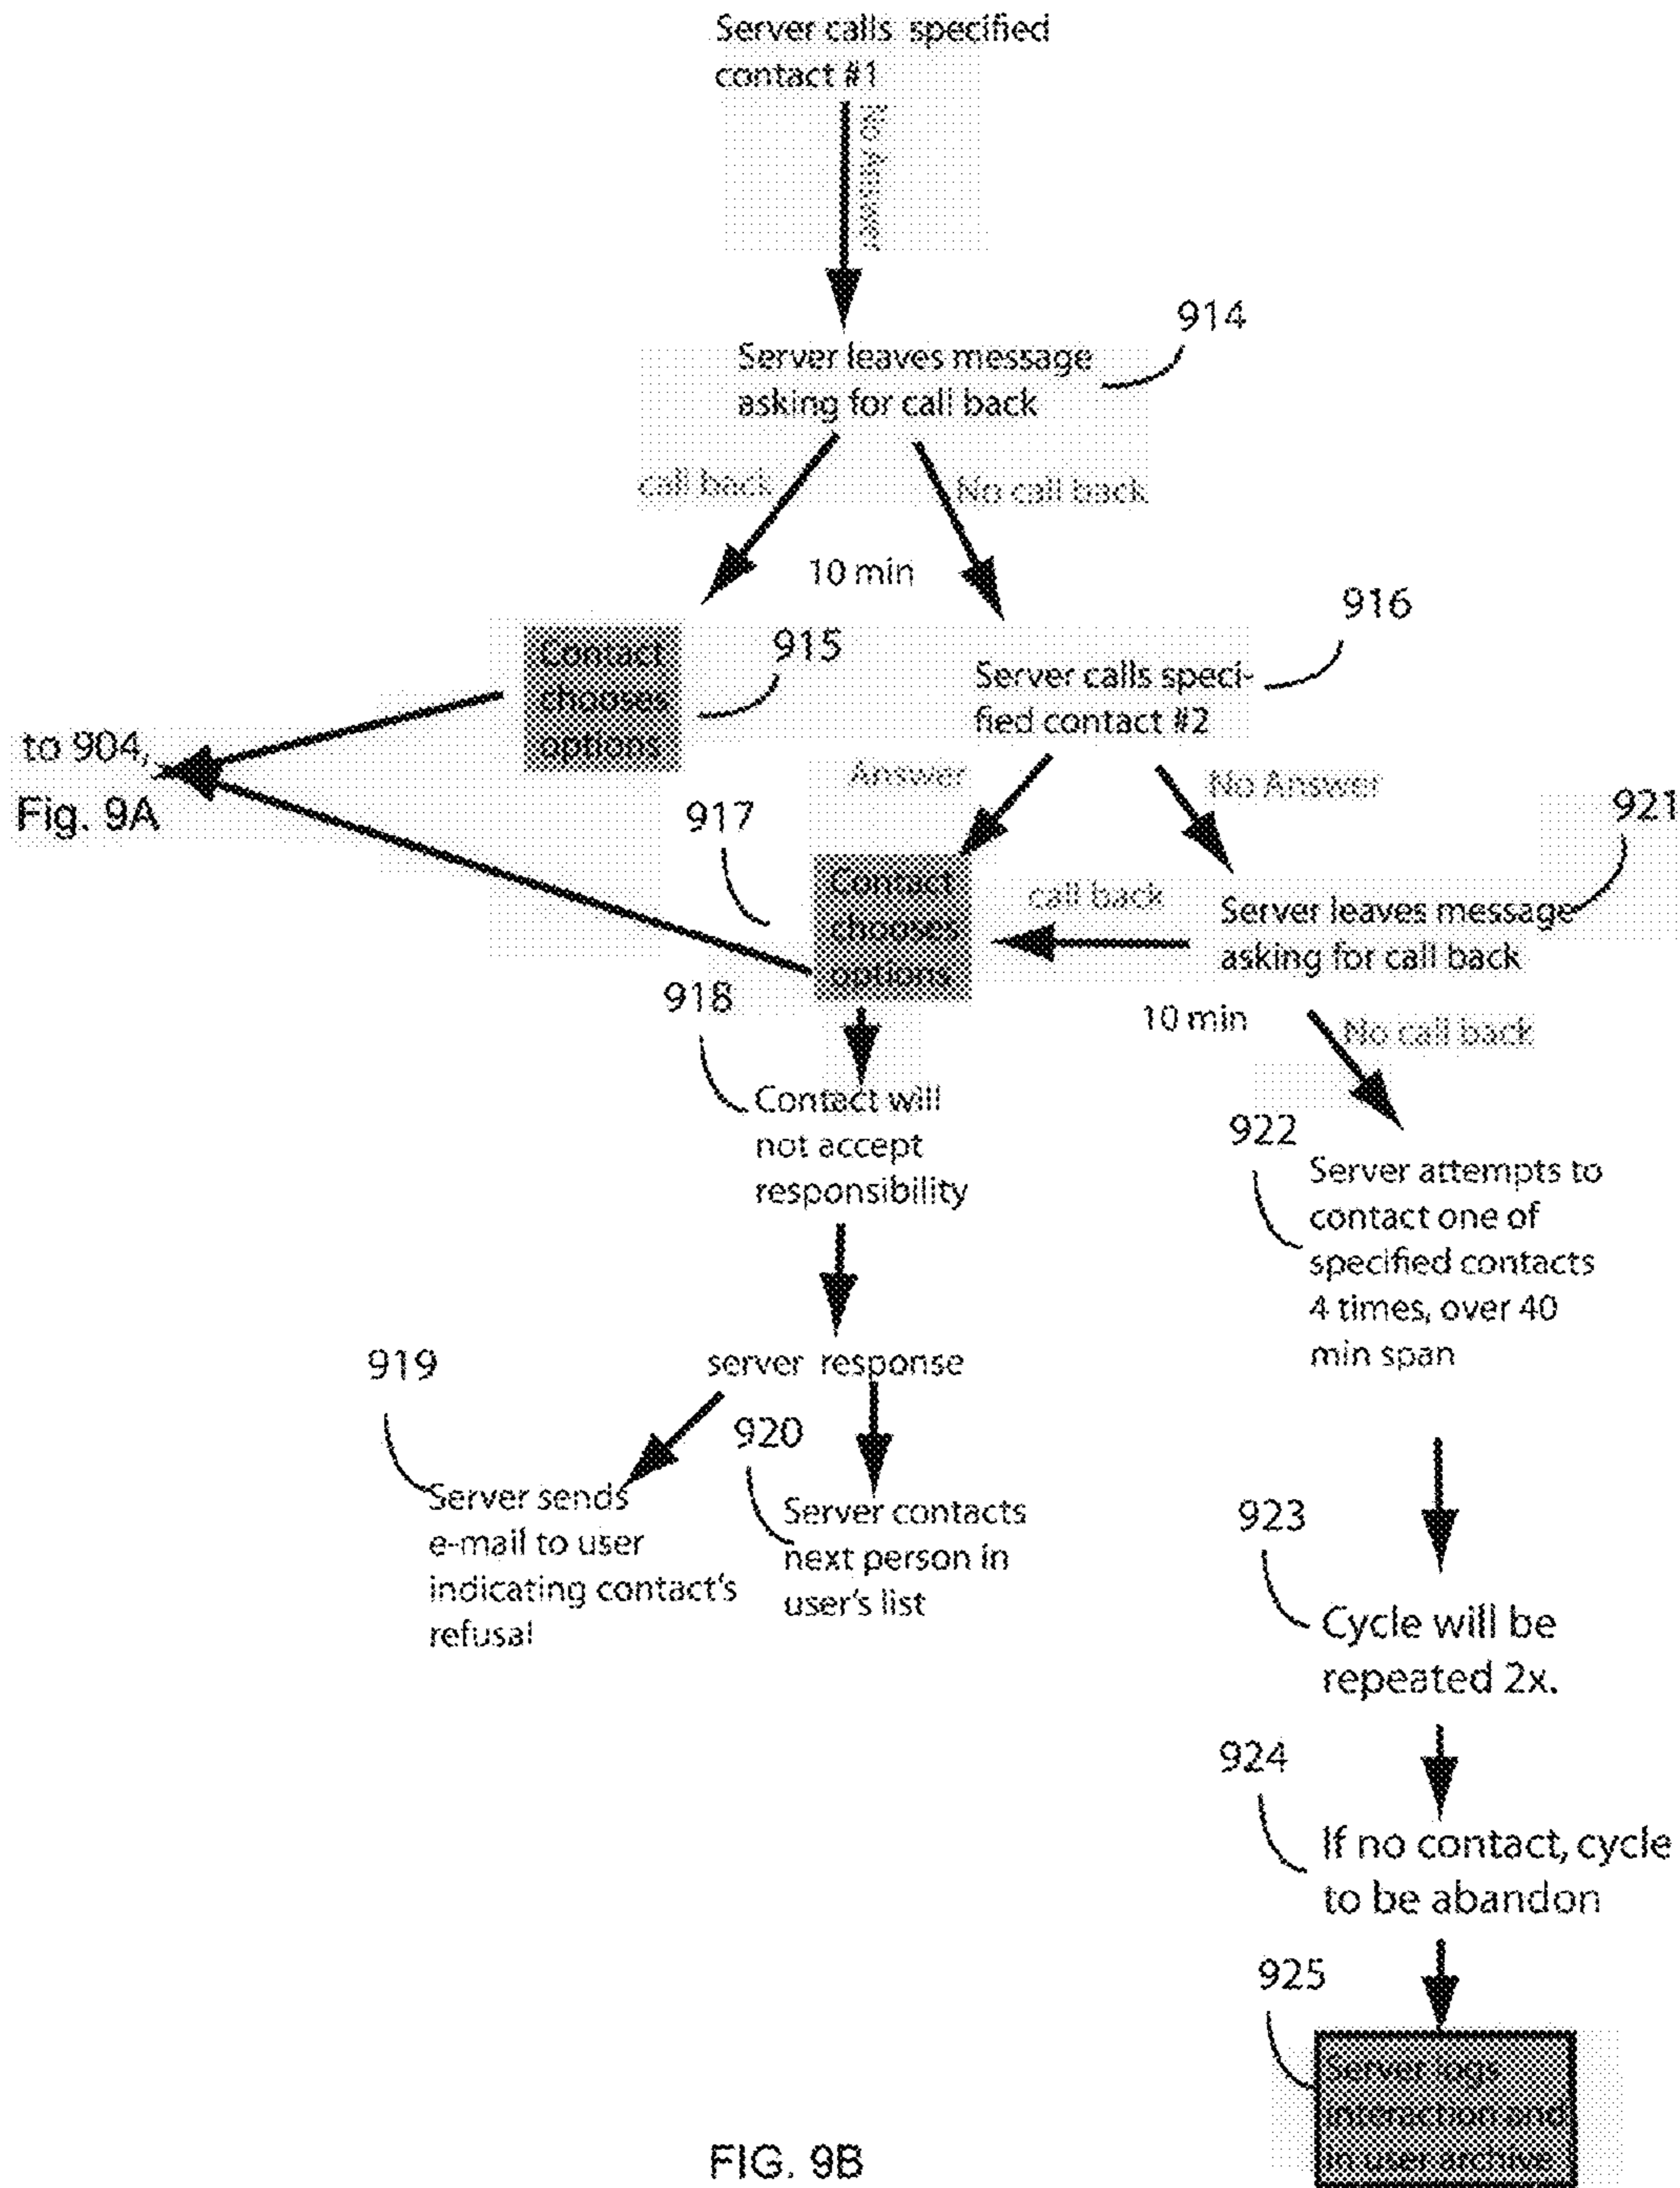 Server calls specified
contact #1
No Answer
914
Server leaves message
asking for call back
call back
No call back
10 min
915
Contact
chooses
options
916
Server calls speci-
fied contact #2
to 904,
Fig. 9A
Answer
No Answer
917
Contact
chooses
options
call back
921
Server leaves message
asking for call back
10 min
No call back
918
Contact will
not accept
responsibility
922
Server attempts to
contact one of
specified contacts
4 times, over 40
min span
server response
919
Server sends
e-mail to user
indicating contact's
refusal
920
Server contacts
next person in
user's list
923
Cycle will be
repeated 2x.
924
If no contact, cycle
to be abandon
925
Server logs
interaction and
in user archive
FIG. 9B